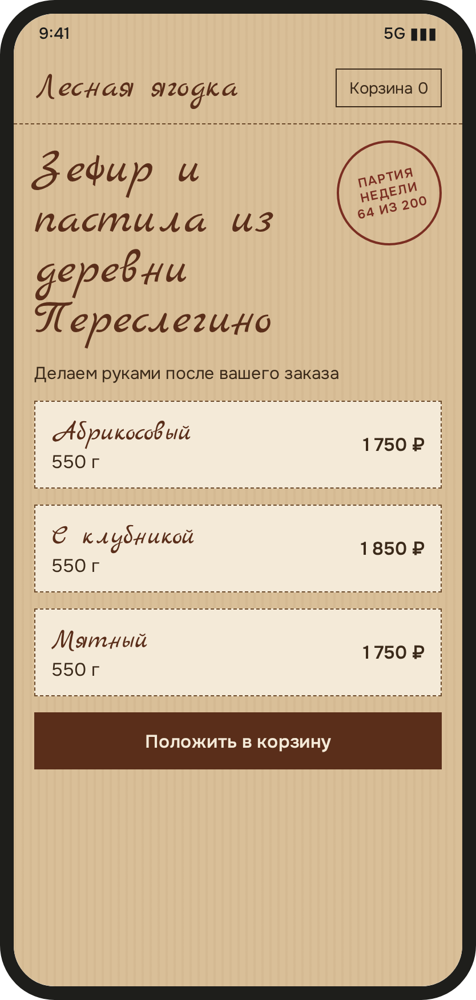 9:41
5G
Лесная ягодка
Корзина 0
Зефир и
пастила из
деревни
Переслегино
ПАРТИЯ
НЕДЕЛИ
64 ИЗ 200
Делаем руками после вашего заказа
Абрикосовый
550 г
1 750 ₽
С клубникой
550 г
1 850 ₽
Мятный
550 г
1 750 ₽
Положить в корзину